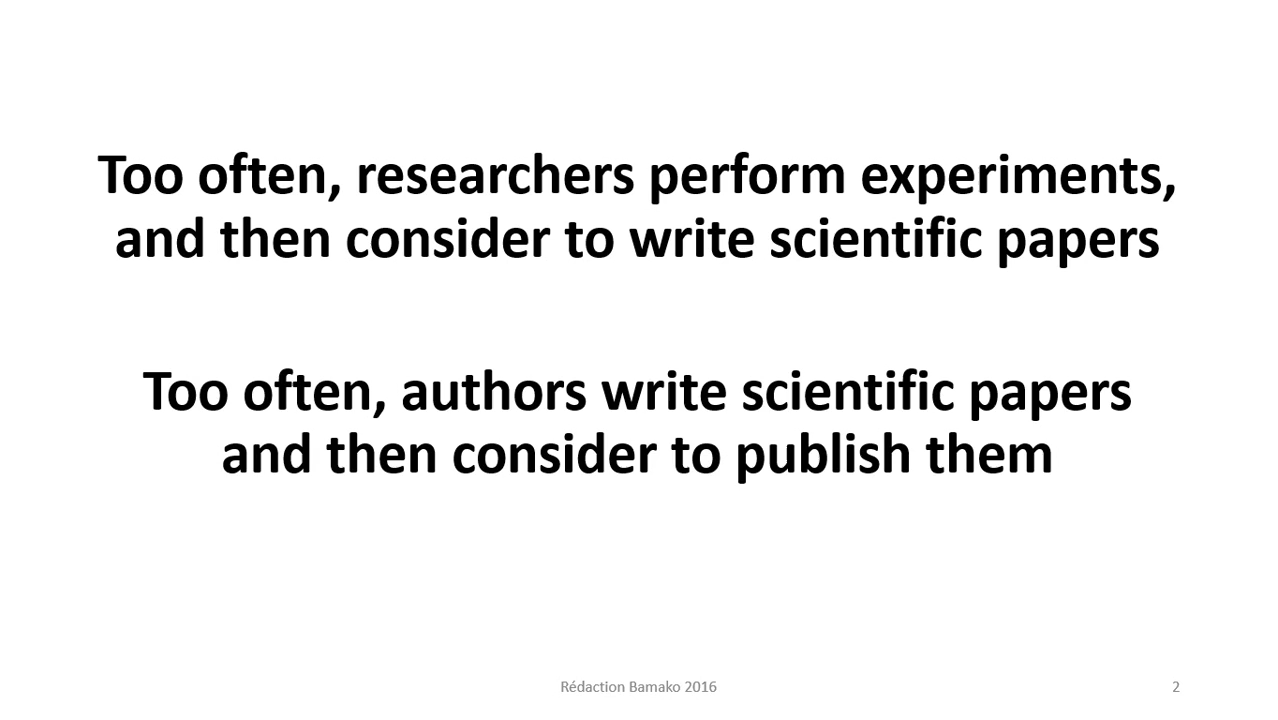 Too often, researchers perform experiments,
and then consider to write scientific papers
Too often, authors write scientific papers
and then consider to publish them
Rédaction Bamako 2016
2